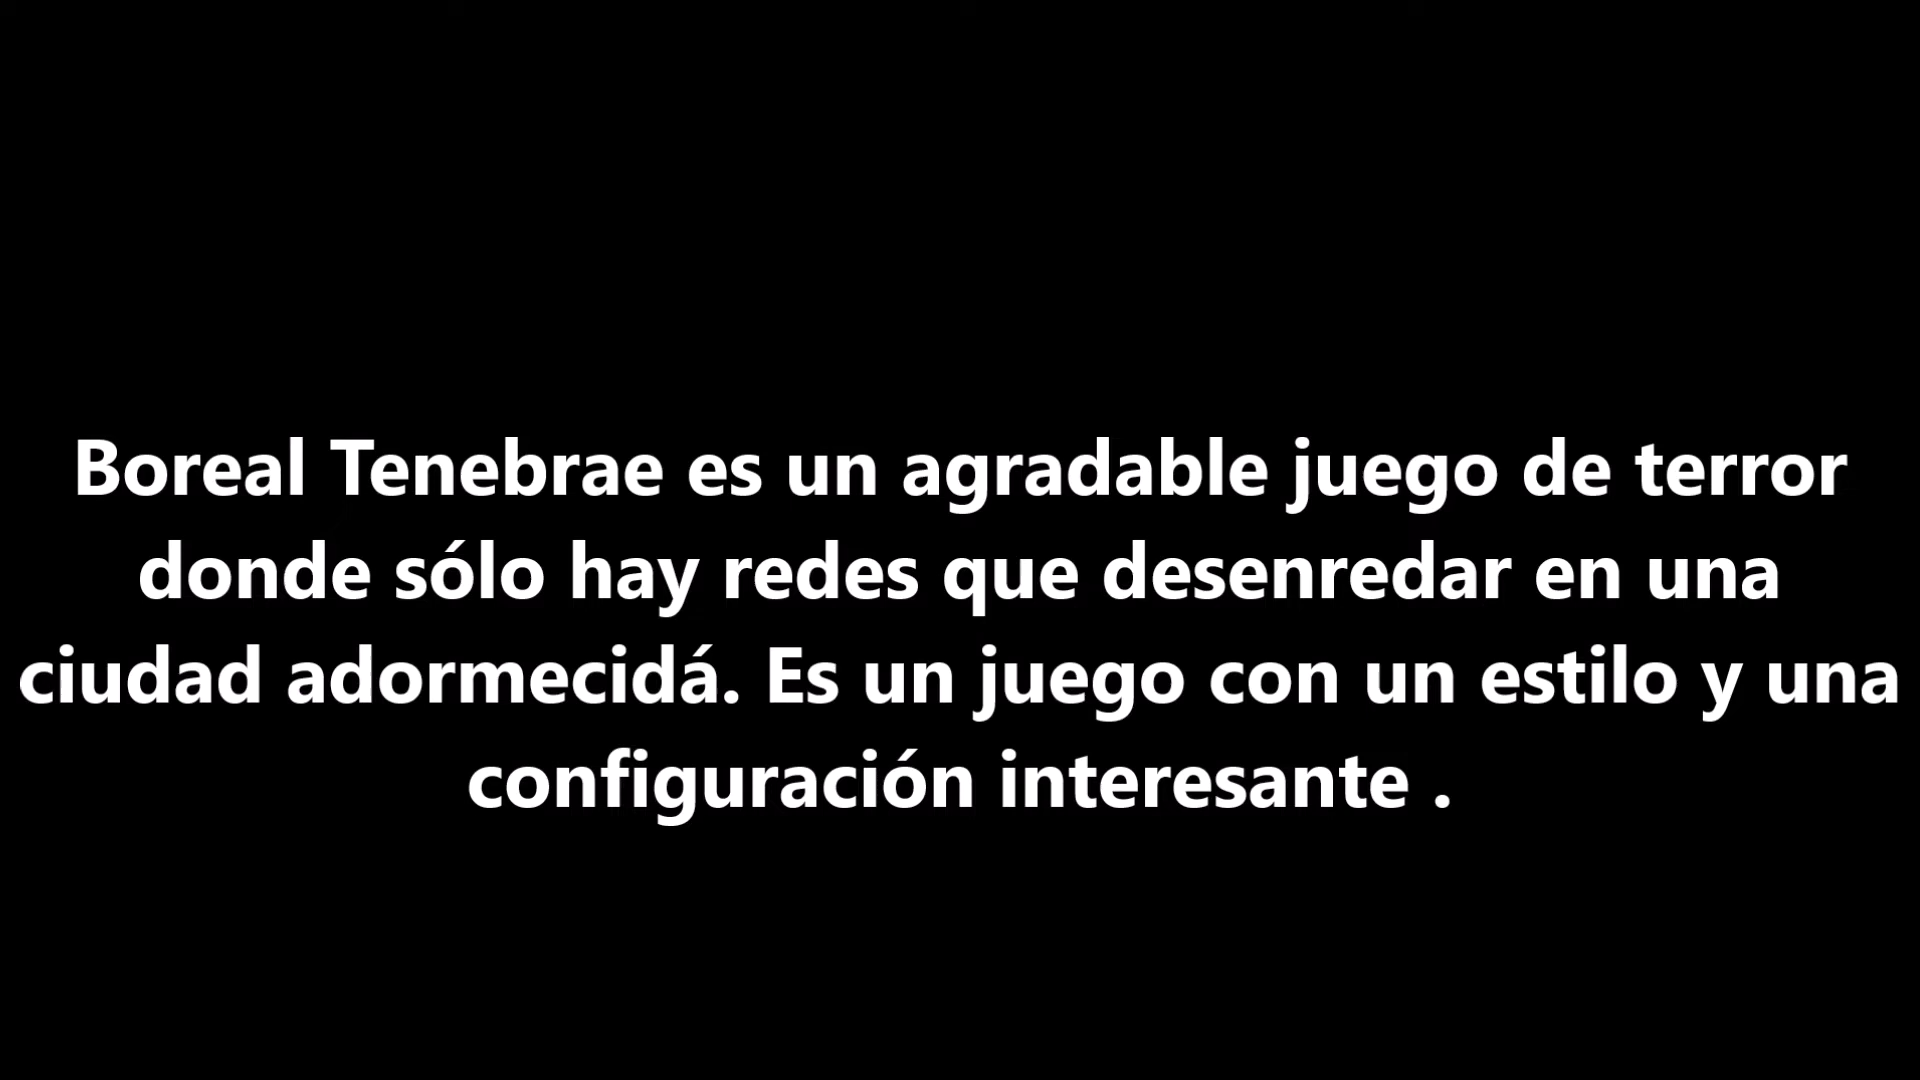 Boreal Tenebrae es un agradable juego de terror
donde sólo hay redes que desenredar en una
ciudad adormecidá. Es un juego con un estilo y una
configuración interesante .